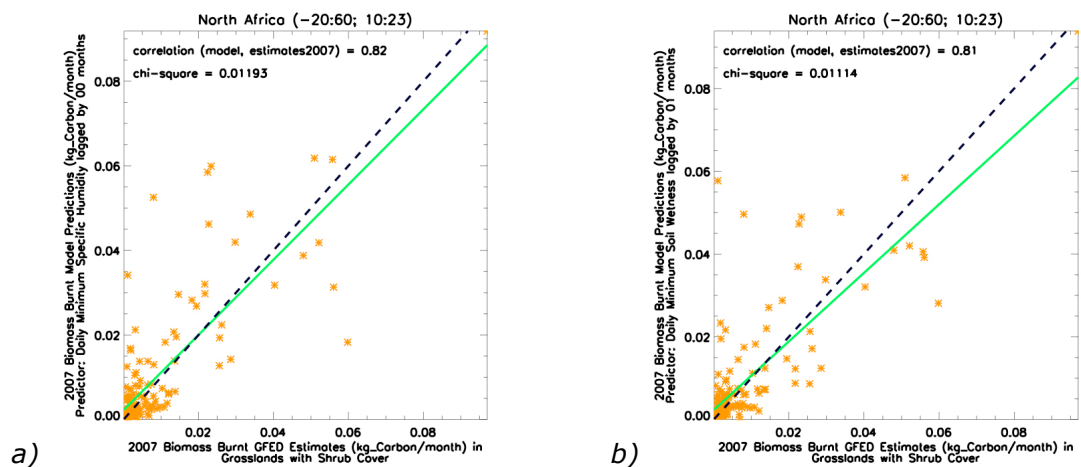 North Africa (−20:60; 10:23)
correlation (model, estimates2007) = 0.82
chi-square = 0.01193
2007 Biomass Burnt Model Predictions (kg_Carbon/month)
Predictor: Daily Minimum Specific Humidity logged by 00 months
0.08
0.06
0.04
0.02
0.00
0.02 0.04 0.06 0.08
2007 Biomass Burnt GFED Estimates (kg_Carbon/month) in
Grasslands with Shrub Cover
a)
North Africa (−20:60; 10:23)
correlation (model, estimates2007) = 0.81
chi-square = 0.01114
2007 Biomass Burnt Model Predictions (kg_Carbon/month)
Predictor: Daily Minimum Soil Wetness logged by 01 months
0.08
0.06
0.04
0.02
0.00
0.02 0.04 0.06 0.08
2007 Biomass Burnt GFED Estimates (kg_Carbon/month) in
Grasslands with Shrub Cover
b)